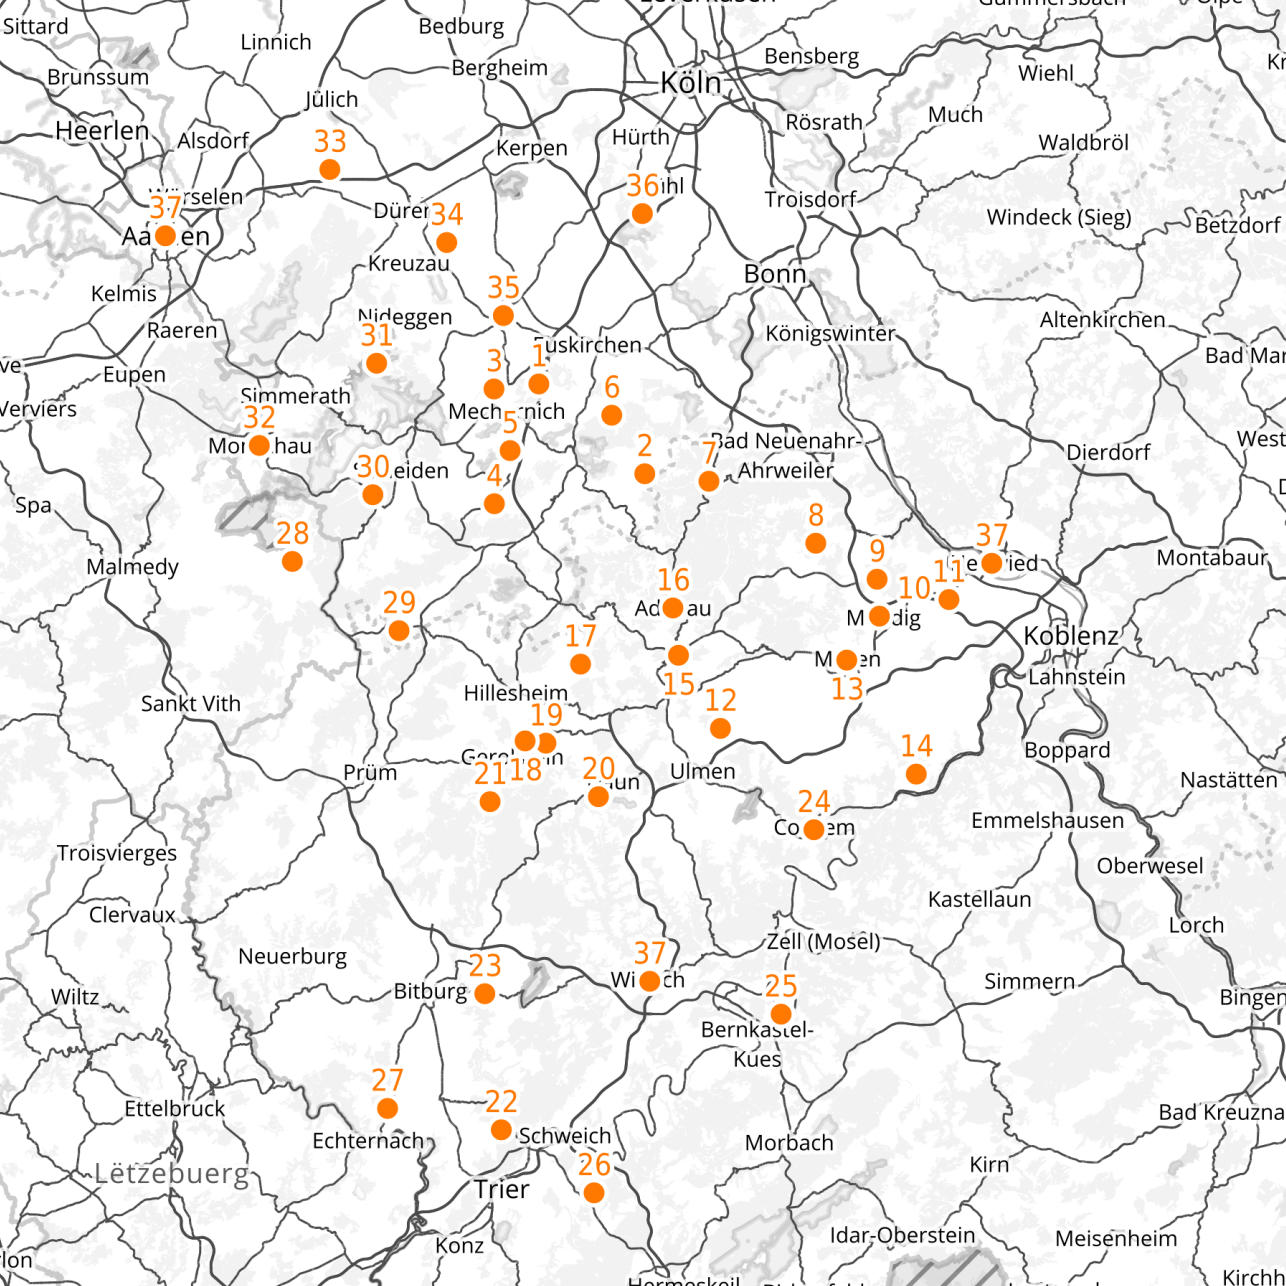 Sittard
Bedburg
Gummersbach
Linnich
Bensberg
Bergheim
Wiehl
Brunssum
Köln
Jülich
Much
Heerlen
Rösrath
Alsdorf
33
Hürth
Waldbröl
Kerpen
36
Würselen
37
Troisdorf
Düren
34
Windeck (Sieg)
Betzdorf
Kreuzau
Bonn
Kelmis
35
Nideggen
Altenkirchen
Raeren
31
Königswinter
Euskirchen
1
3
Eupen
6
Simmerath
Verviers
32
Mechernich
5
2
7
Bad Neuenahr-
Ahrweiler
30
4
Dierdorf
Spa
8
28
37
9
Montabaur
Malmedy
11
10
16
29
Koblenz
17
Lahnstein
13
15
Hillesheim
Sankt Vith
12
19
14
Boppard
18
20
21
Prüm
Ulmen
Nastätten
24
Emmelshausen
Troisvierges
Oberwesel
Kastellaun
Clervaux
Lorch
Zell (Mosel)
Neuerburg
37
23
Simmern
Bitburg
25
Wiltz
Bingen
Bernkastel-
Kues
27
22
Ettelbruck
Echternach
Schweich
Morbach
26
Kirn
Lëtzebuerg
Trier
Idar-Oberstein
Meisenheim
Konz
Hermeskeil